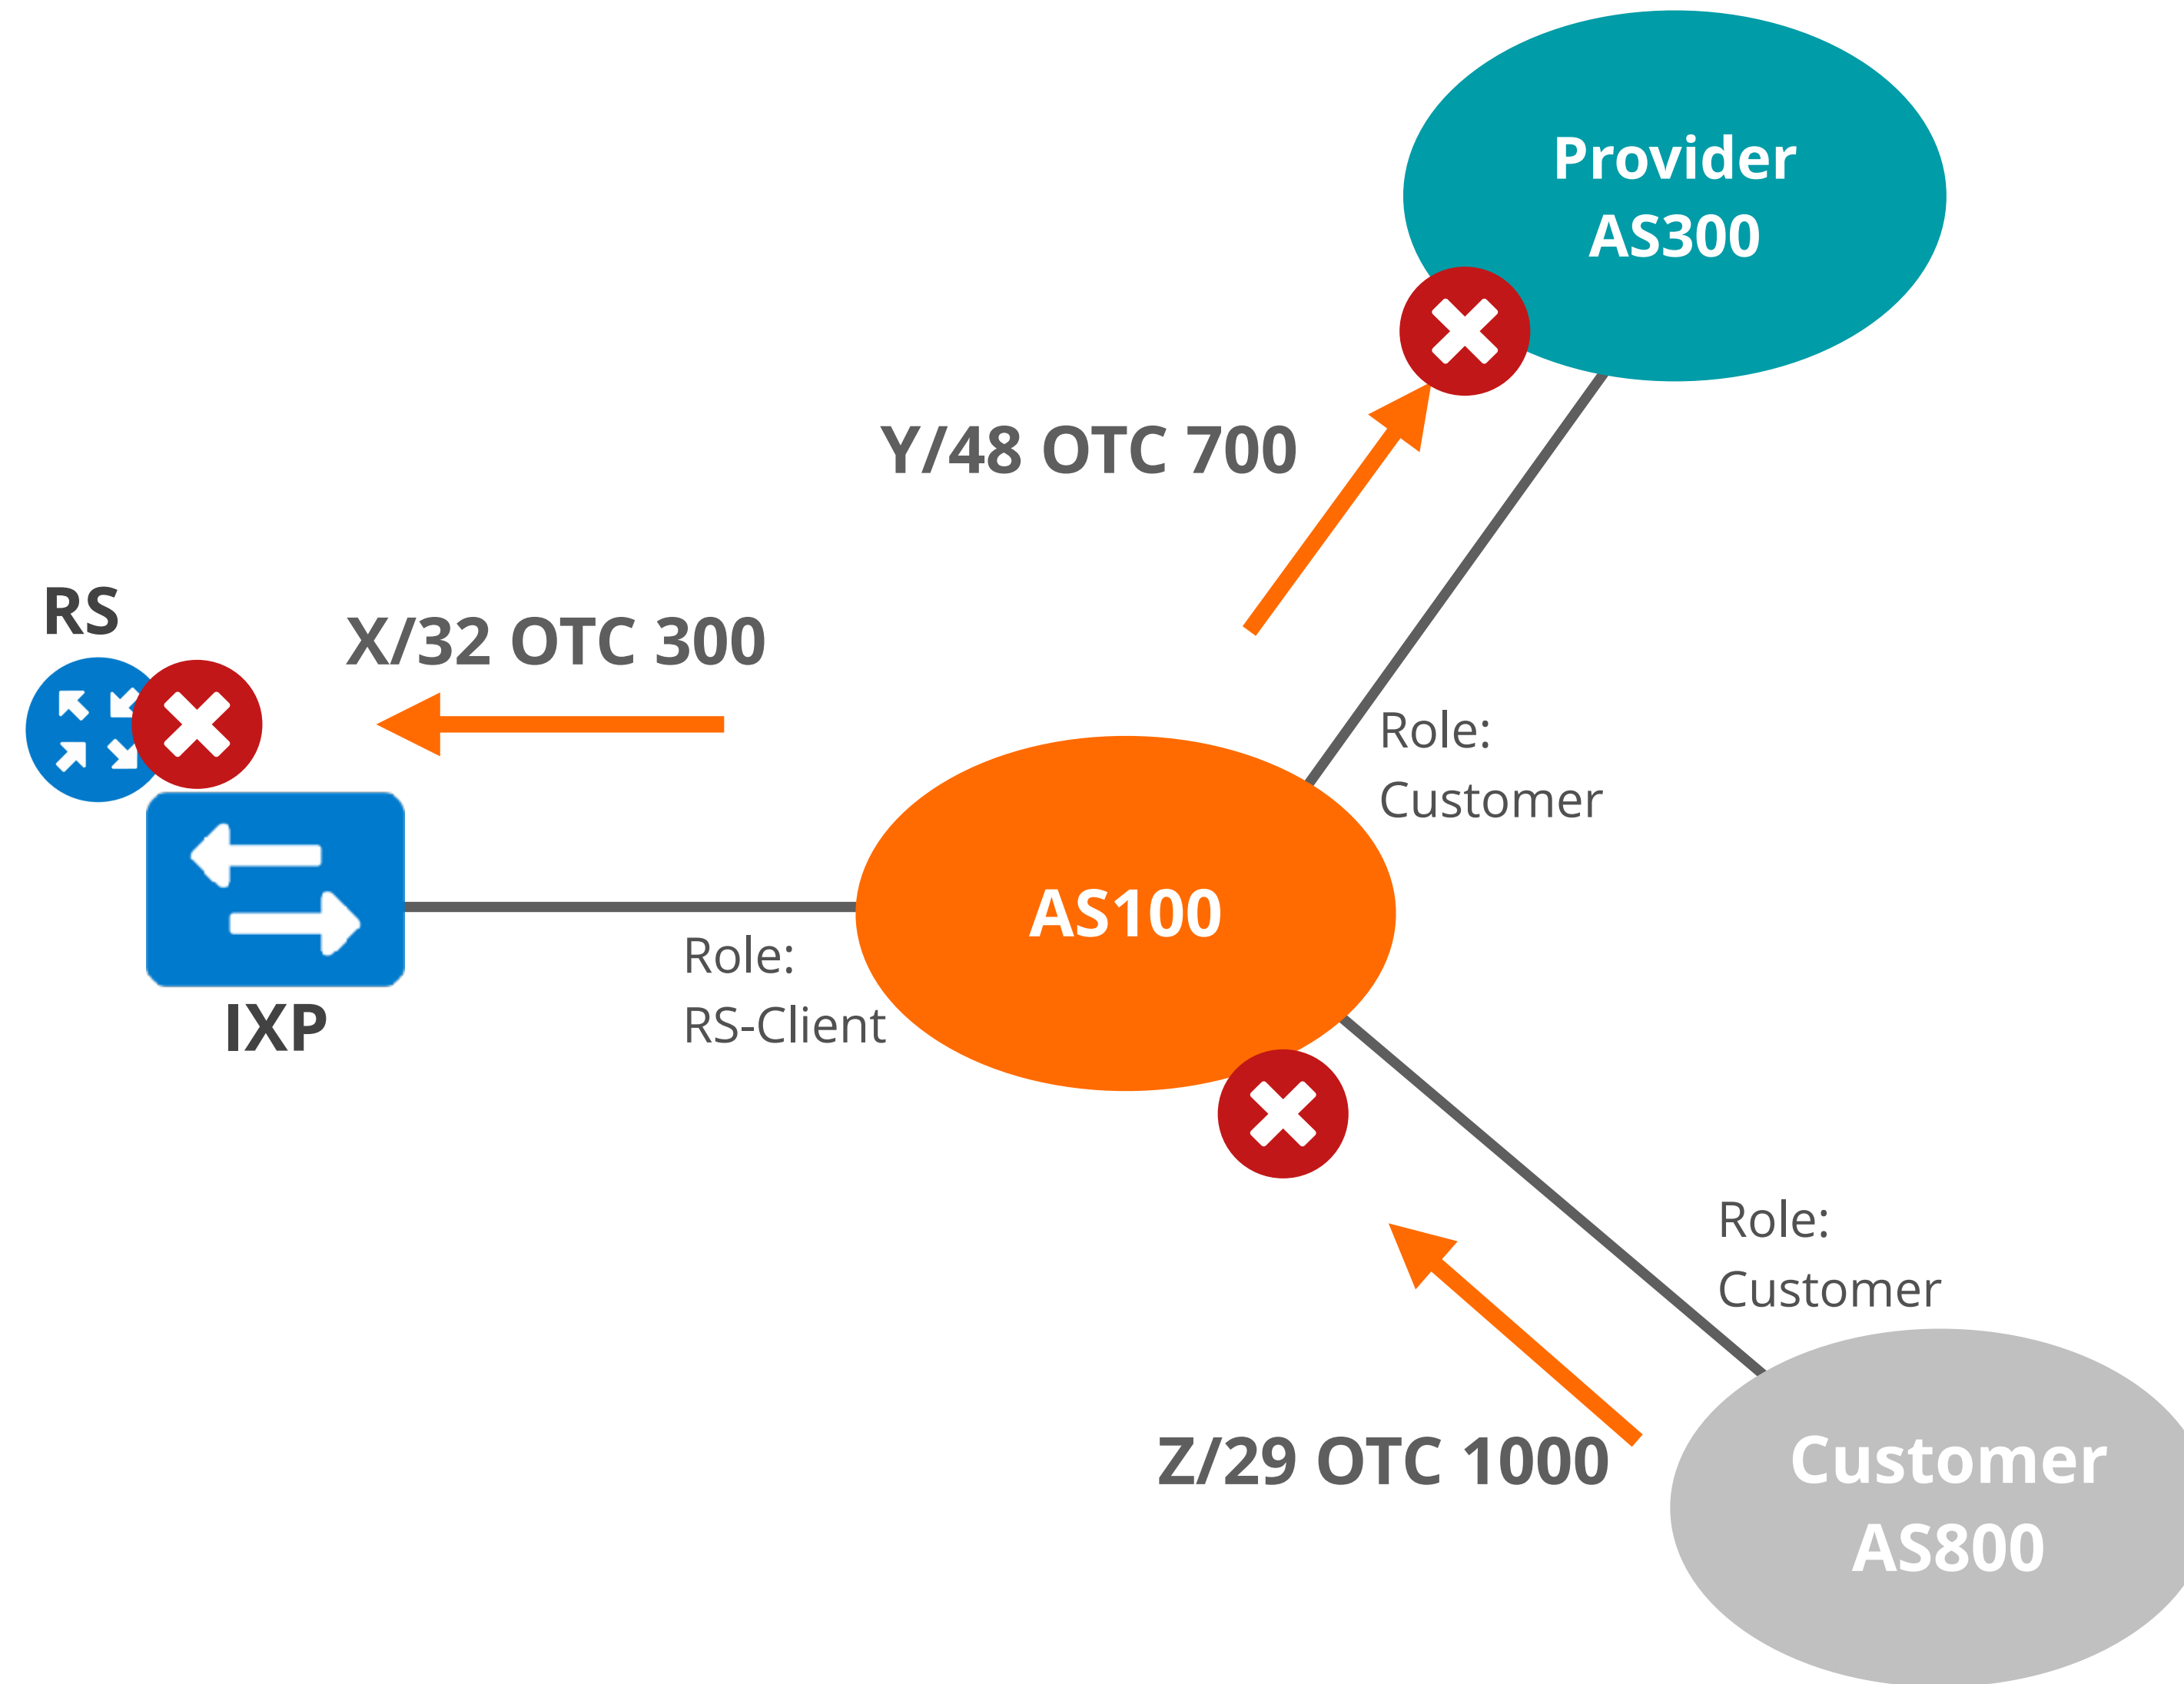 Provider
AS300
Y/48 OTC 700
RS
X/32 OTC 300
Role:
Customer
AS100
Role:
RS-Client
IXP
Role:
Customer
Z/29 OTC 1000
Customer
AS800